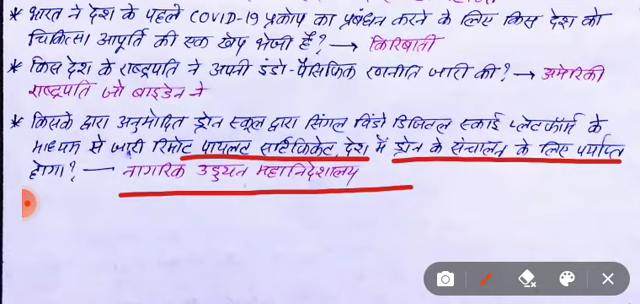 * भारत ने देश के पहले COVID-19 प्रकोप का प्रबंधन करने के लिए किस देश को
चिकित्सा आपूर्ति की एक खेप भेजी है? → किरिबाती
* किस देश के राष्ट्रपति ने अपनी इंडो-पैसिफिक रणनीति जारी की? → अमेरिकी
राष्ट्रपति जो बाइडेन ने
* किसके द्वारा अनुमोदित ड्रोन स्कूल द्वारा सिंगल विंडो डिजिटल स्काई प्लेटफॉर्म के
माध्यम से जारी रिमोट पायलट सर्टिफिकेट, देश में ड्रोन के संचालन के लिए पर्याप्त
होगा? → नागरिक उड्डयन महानिदेशालय